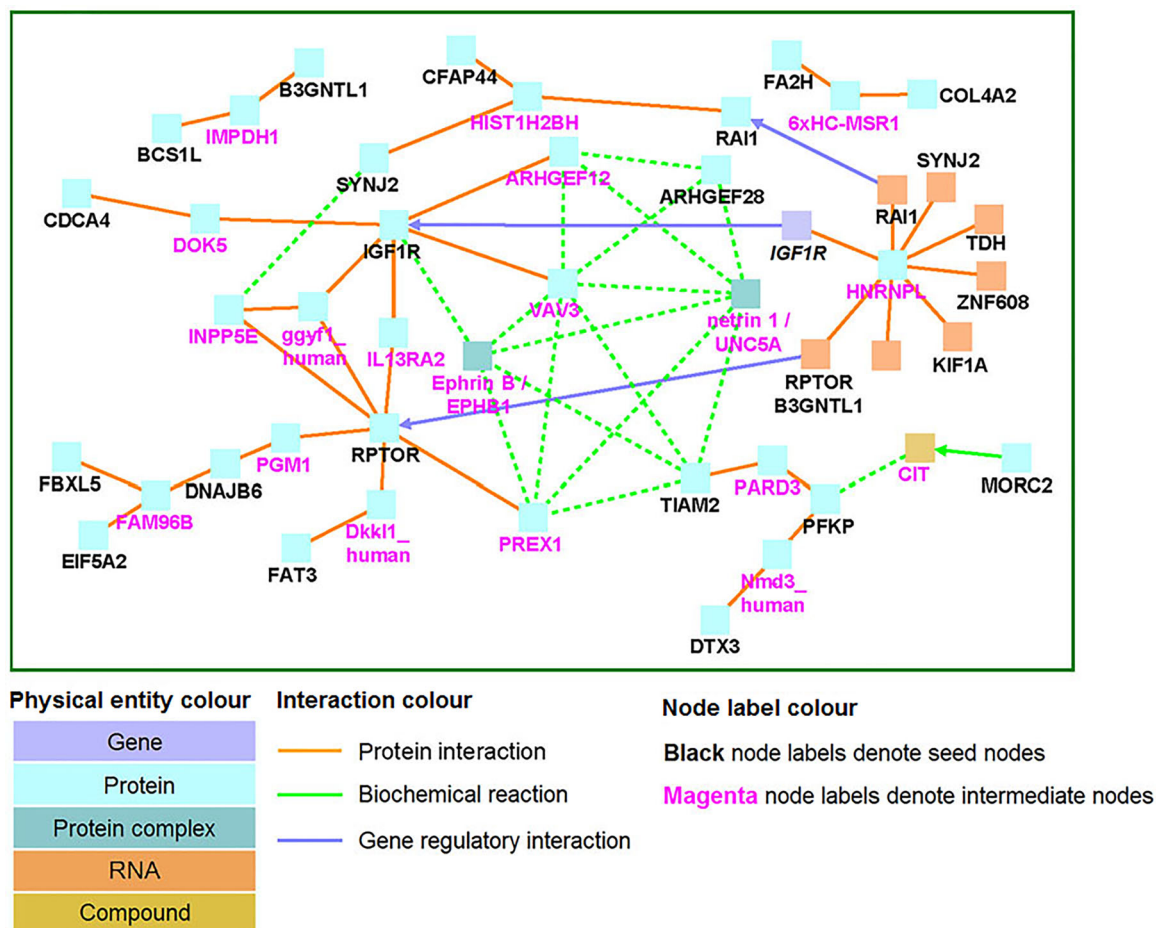 CFAP44
FA2H
B3GNTL1
COL4A2
HIST1H2BH
6xHC-MSR1
IMPDH1
RAI1
BCS1L
SYNJ2
ARHGEF12
SYNJ2
ARHGEF28
CDCA4
RAI1
DOK5
TDH
IGF1R
IGF1R
HNRNPL
ZNF608
VAV3
netrin 1 /
UNC5A
INPP5E
ggyf1_
human
IL13RA2
KIF1A
Ephrin B /
EPHB1
RPTOR
B3GNTL1
RPTOR
PGM1
CIT
FBXL5
DNAJB6
PARD3
MORC2
TIAM2
FAM96B
PFKP
Dkkl1_
human
PREX1
EIF5A2
FAT3
Nmd3_
human
DTX3
Physical entity colour
Gene
Protein
Protein complex
RNA
Compound
Interaction colour
Protein interaction
Biochemical reaction
Gene regulatory interaction
Node label colour
Black node labels denote seed nodes
Magenta node labels denote intermediate nodes